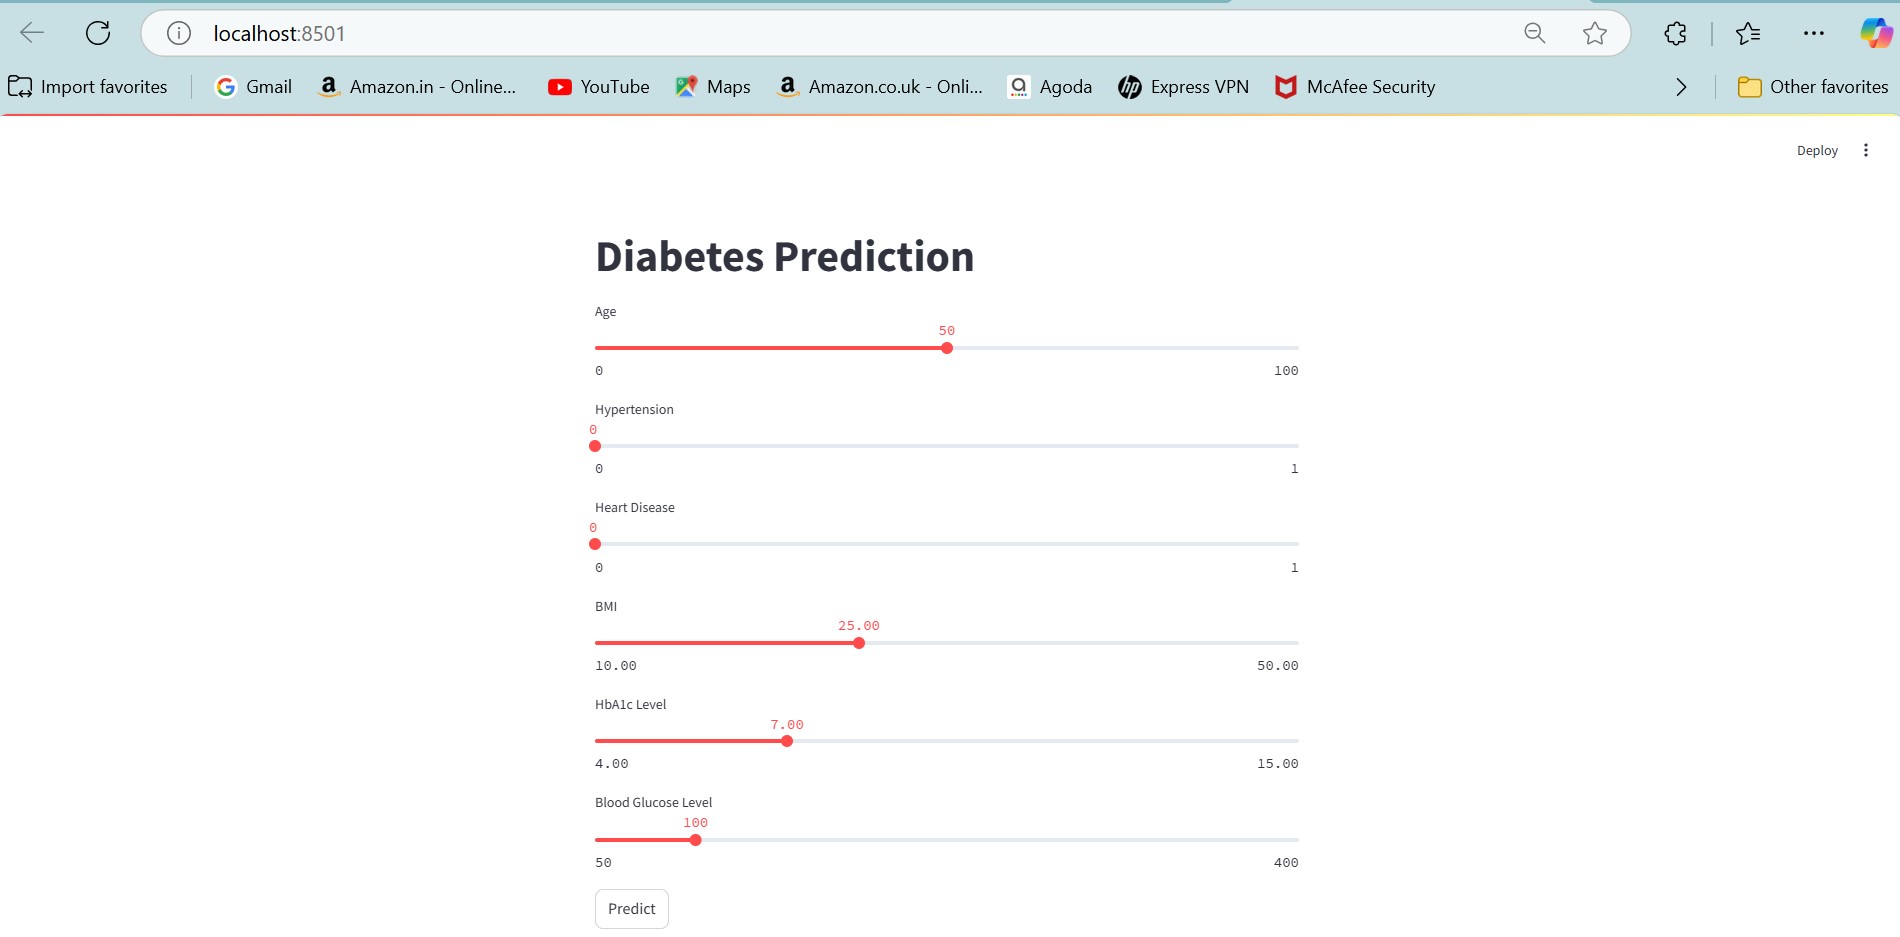 localhost:8501
Import favorites Gmail Amazon.in - Online... YouTube Maps Amazon.co.uk - Onli... Agoda Express VPN McAfee Security Other favorites
Deploy
Diabetes Prediction
Age
50
0 100
Hypertension
0
0 1
Heart Disease
0
0 1
BMI
25.00
10.00 50.00
HbA1c Level
7.00
4.00 15.00
Blood Glucose Level
100
50 400
Predict